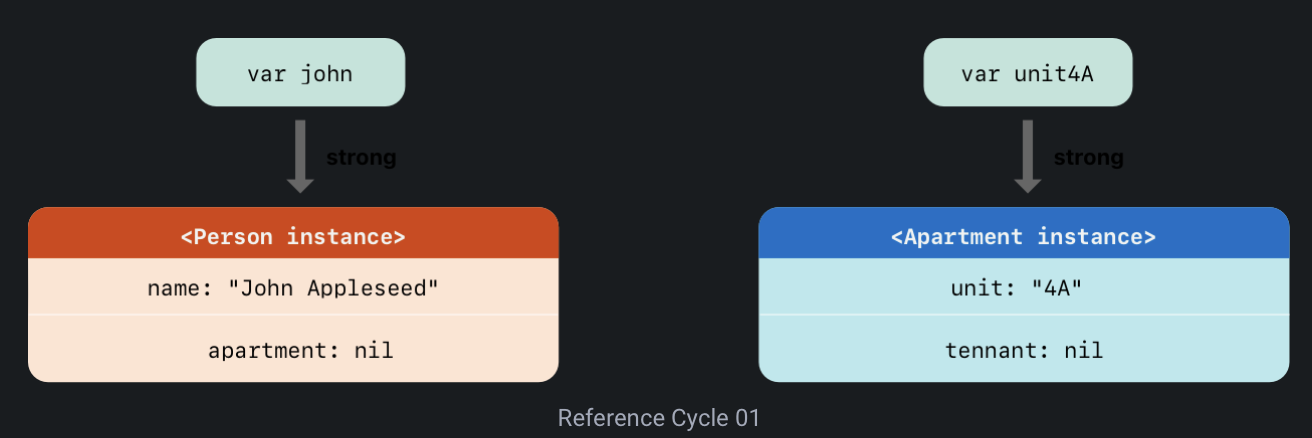 var john
var unit4A
strong
strong
<Person instance>
<Apartment instance>
name: "John Appleseed"
unit: "4A"
apartment: nil
tennant: nil
Reference Cycle 01